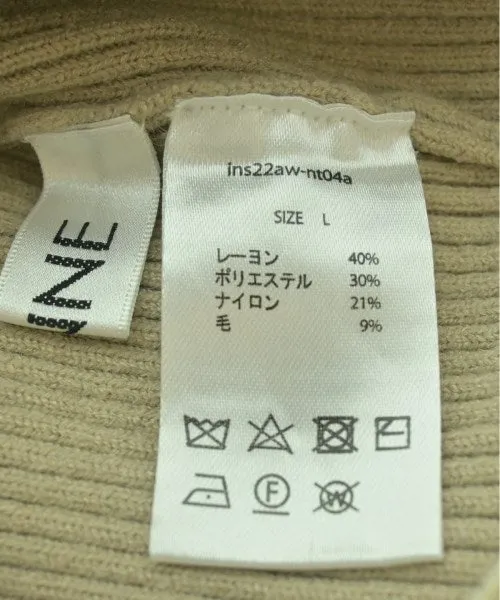 ins22aw-nt04a
SIZE L
レーヨン 40%
ポリエステル 30%
ナイロン 21%
毛 9%
F
W
INE